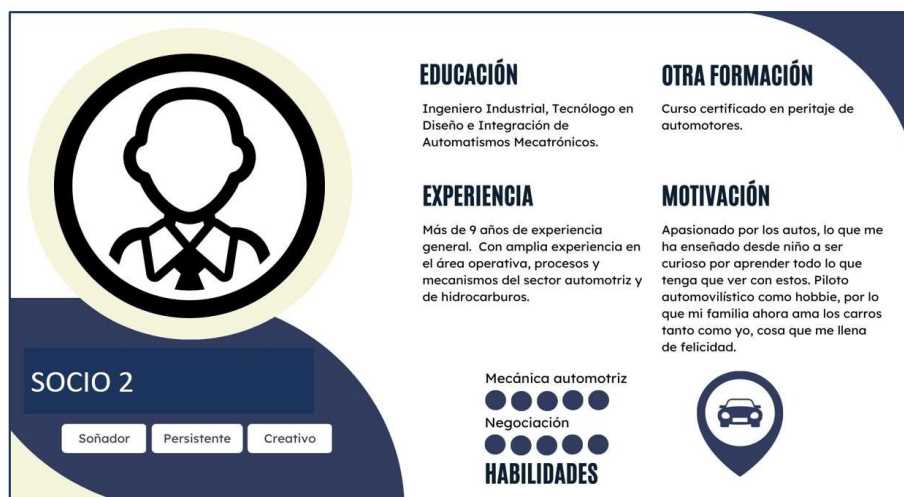 EDUCACIÓN
Ingeniero Industrial, Tecnólogo en
Diseño e Integración de
Automatismos Mecatrónicos.
OTRA FORMACIÓN
Curso certificado en peritaje de
automotores.
EXPERIENCIA
Más de 9 años de experiencia
general. Con amplia experiencia en
el área operativa, procesos y
mecanismos del sector automotriz y
de hidrocarburos.
MOTIVACIÓN
Apasionado por los autos, lo que me
ha enseñado desde niño a ser
curioso por aprender todo lo que
tenga que ver con estos. Piloto
automovilístico como hobbie, por lo
que mi familia ahora ama los carros
tanto como yo, cosa que me llena
de felicidad.
SOCIO 2
Soñador Persistente Creativo
Mecánica automotriz
Negociación
HABILIDADES